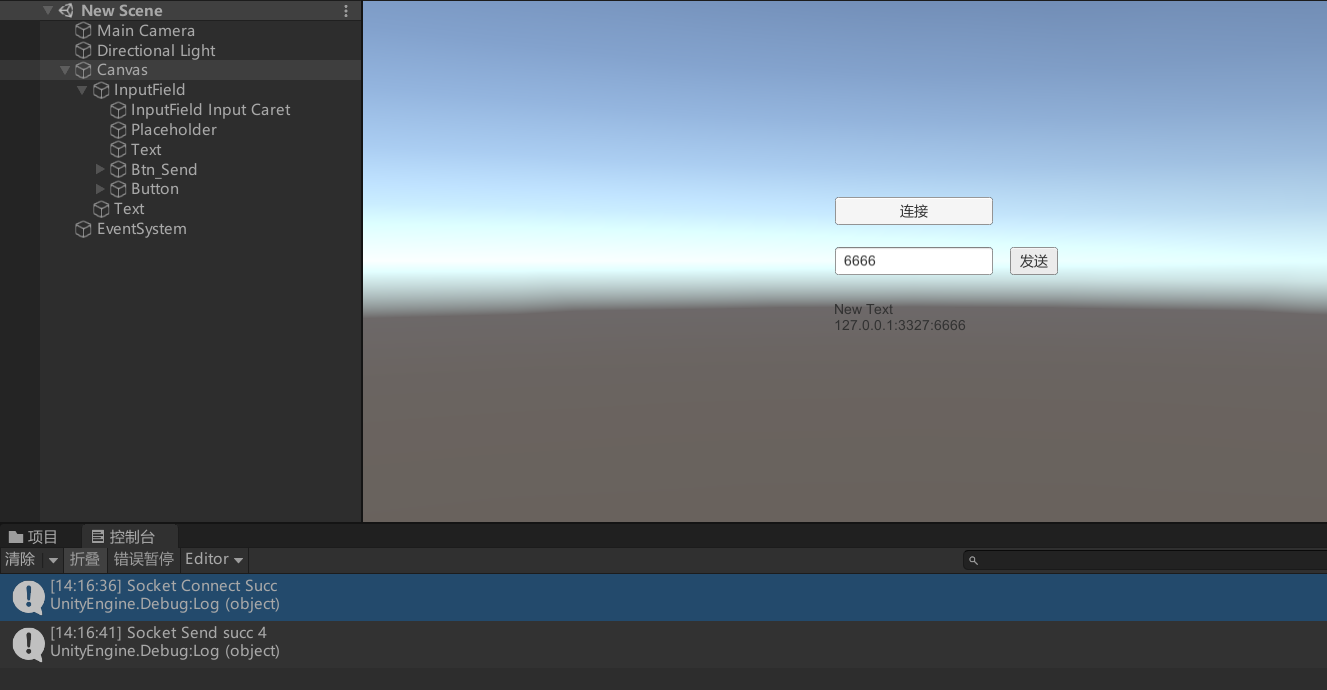 New Scene
Main Camera
Directional Light
Canvas
InputField
InputField Input Caret
Placeholder
Text
Btn_Send
Button
Text
EventSystem
连接
6666
发送
New Text
127.0.0.1:3327:6666
项目
控制台
清除
折叠
错误暂停
Editor
[14:16:36] Socket Connect Succ
UnityEngine.Debug:Log (object)
[14:16:41] Socket Send succ 4
UnityEngine.Debug:Log (object)